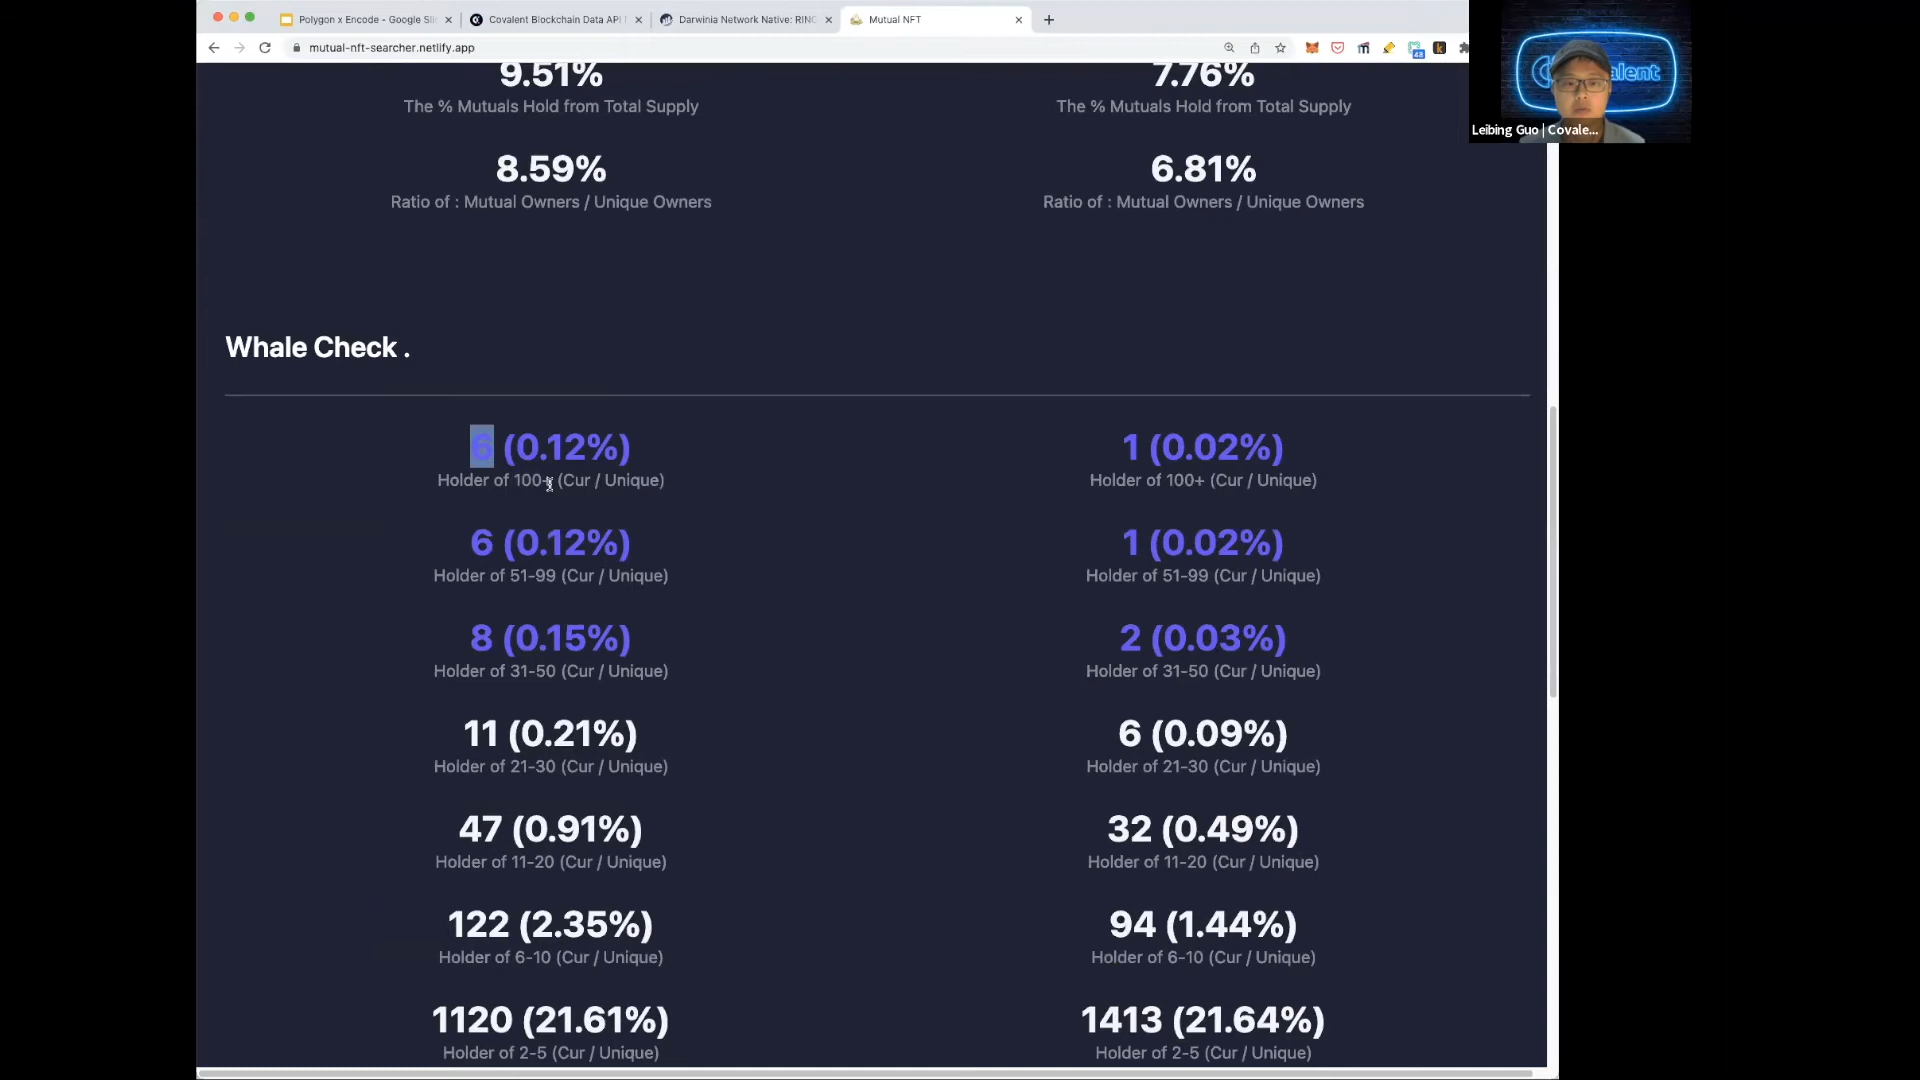 Polygon x Encode - Google Sli
Covalent Blockchain Data API
Darwinia Network Native: RING
Mutual NFT
mutual-nft-searcher.netlify.app
Covalent
Leibing Guo | Covale...
9.51%
7.76%
The % Mutuals Hold from Total Supply
The % Mutuals Hold from Total Supply
8.59%
6.81%
Ratio of : Mutual Owners / Unique Owners
Ratio of : Mutual Owners / Unique Owners
Whale Check .
6 (0.12%)
1 (0.02%)
Holder of 100+ (Cur / Unique)
Holder of 100+ (Cur / Unique)
6 (0.12%)
1 (0.02%)
Holder of 51-99 (Cur / Unique)
Holder of 51-99 (Cur / Unique)
8 (0.15%)
2 (0.03%)
Holder of 31-50 (Cur / Unique)
Holder of 31-50 (Cur / Unique)
11 (0.21%)
6 (0.09%)
Holder of 21-30 (Cur / Unique)
Holder of 21-30 (Cur / Unique)
47 (0.91%)
32 (0.49%)
Holder of 11-20 (Cur / Unique)
Holder of 11-20 (Cur / Unique)
122 (2.35%)
94 (1.44%)
Holder of 6-10 (Cur / Unique)
Holder of 6-10 (Cur / Unique)
1120 (21.61%)
1413 (21.64%)
Holder of 2-5 (Cur / Unique)
Holder of 2-5 (Cur / Unique)